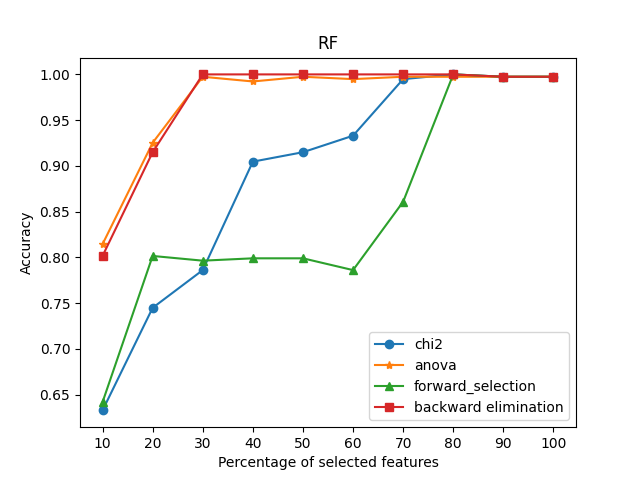 RF
1.00
0.95
0.90
0.85
0.80
0.75
0.70
0.65
Accuracy
10 20 30 40 50 60 70 80 90 100
Percentage of selected features
chi2
anova
forward_selection
backward elimination